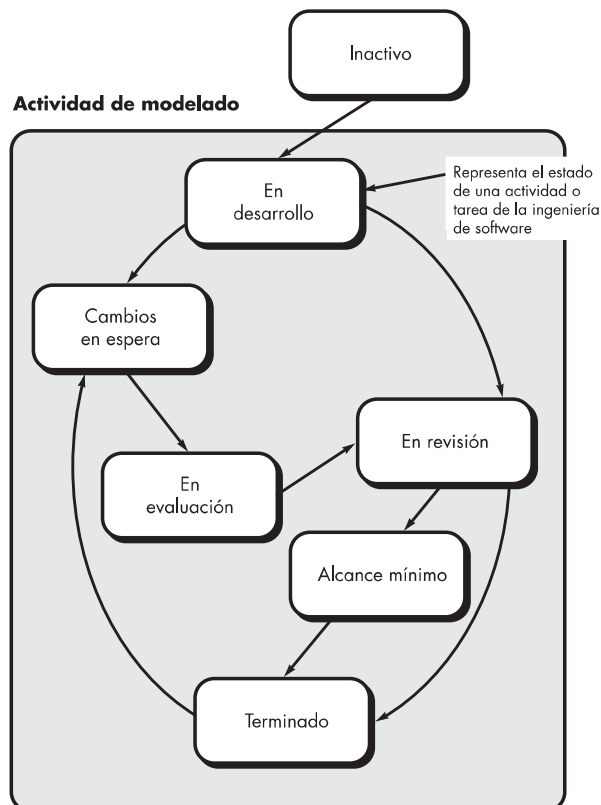 Inactivo
Actividad de modelado
En
desarrollo
Representa el estado
de una actividad o
tarea de la ingeniería
de software
Cambios
en espera
En revisión
En
evaluación
Alcance mínimo
Terminado